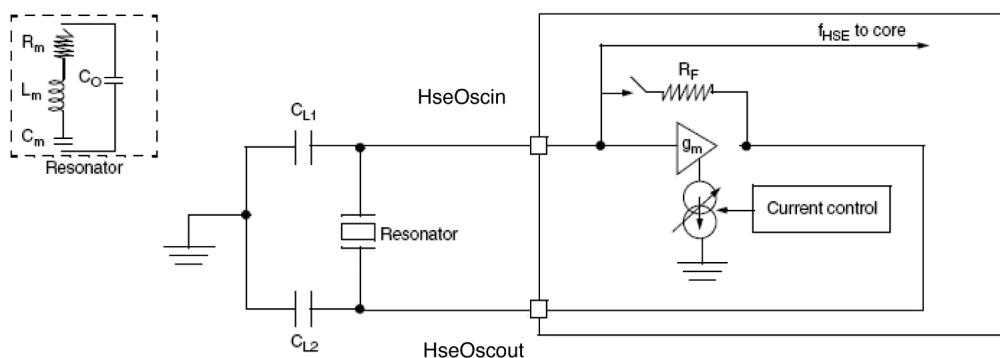 Rm
Lm
CO
Cm
Resonator
CL1
HseOscin
fHSE to core
RF
gm
Current control
Resonator
CL2
HseOscout